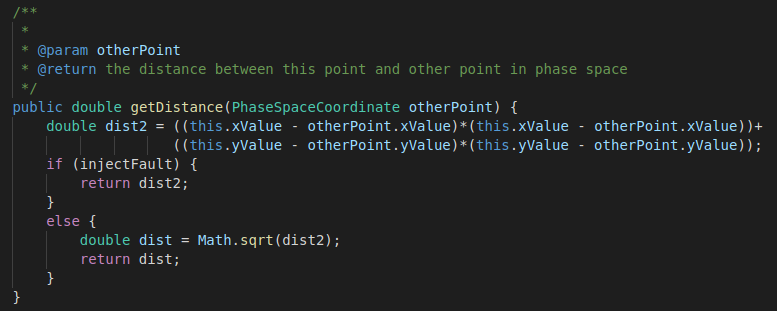 /**
 *
 * @param otherPoint
 * @return the distance between this point and other point in phase space
 */
public double getDistance(PhaseSpaceCoordinate otherPoint) {
    double dist2 = ((this.xValue - otherPoint.xValue)*(this.xValue - otherPoint.xValue))+
                   ((this.yValue - otherPoint.yValue)*(this.yValue - otherPoint.yValue));
    if (injectFault) {
        return dist2;
    }
    else {
        double dist = Math.sqrt(dist2);
        return dist;
    }
}